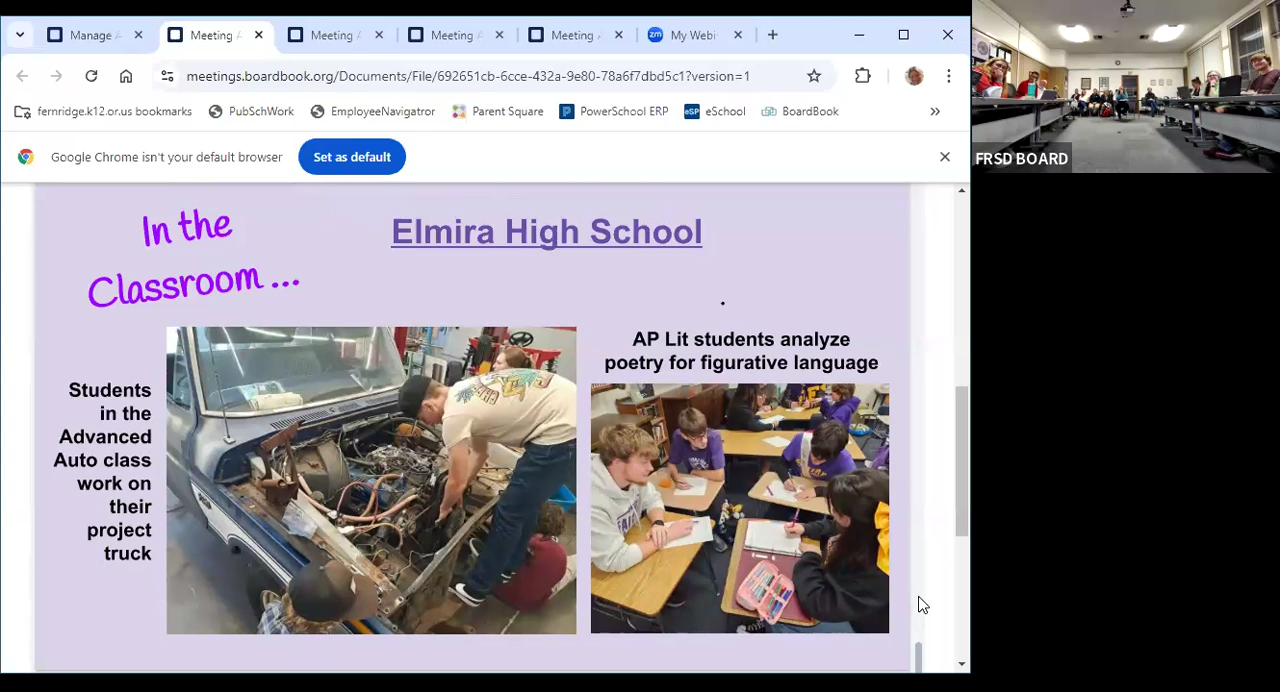 Manage A
Meeting A
Meeting A
Meeting A
Meeting A
zm
My Webi
meetings.boardbook.org/Documents/File/692651cb-6cce-432a-9e80-78a6f7dbd5c1?version=1
fernridge.k12.or.us bookmarks
PubSchWork
EmployeeNavigator
Parent Square
PowerSchool ERP
eSP
eSchool
BoardBook
Google Chrome isn't your default browser
Set as default
FRSD BOARD
In the
Classroom ...
Elmira High School
Students
in the
Advanced
Auto class
work on
their
project
truck
AP Lit students analyze
poetry for figurative language